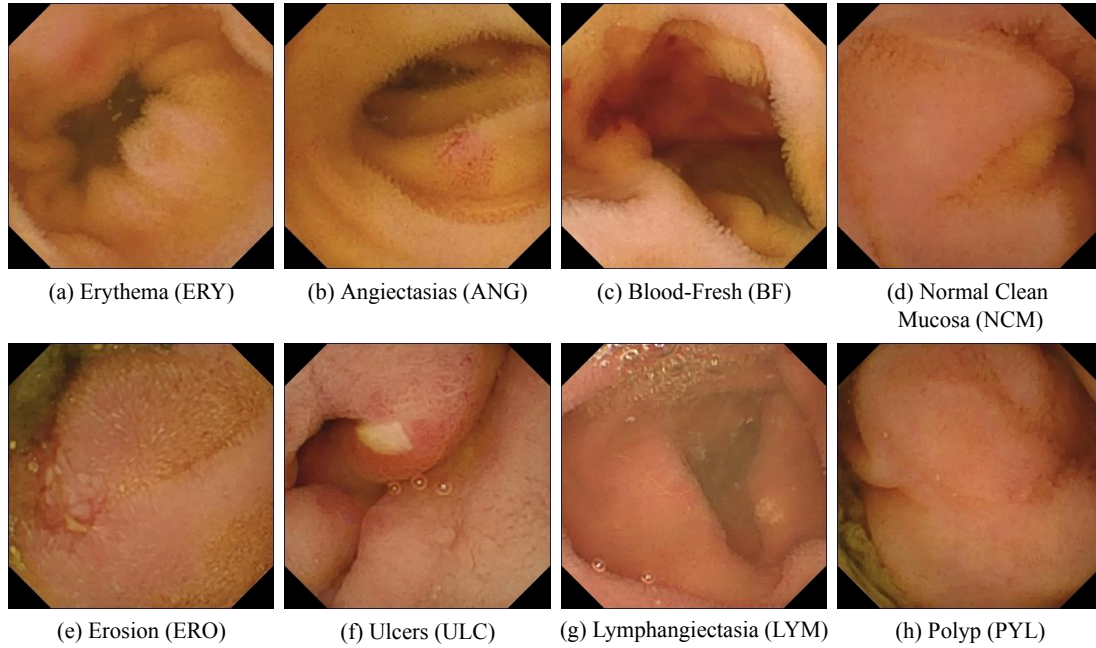 (a) Erythema (ERY)
(b) Angiectasias (ANG)
(c) Blood-Fresh (BF)
(d) Normal Clean
Mucosa (NCM)
(e) Erosion (ERO)
(f) Ulcers (ULC)
(g) Lymphangiectasia (LYM)
(h) Polyp (PYL)